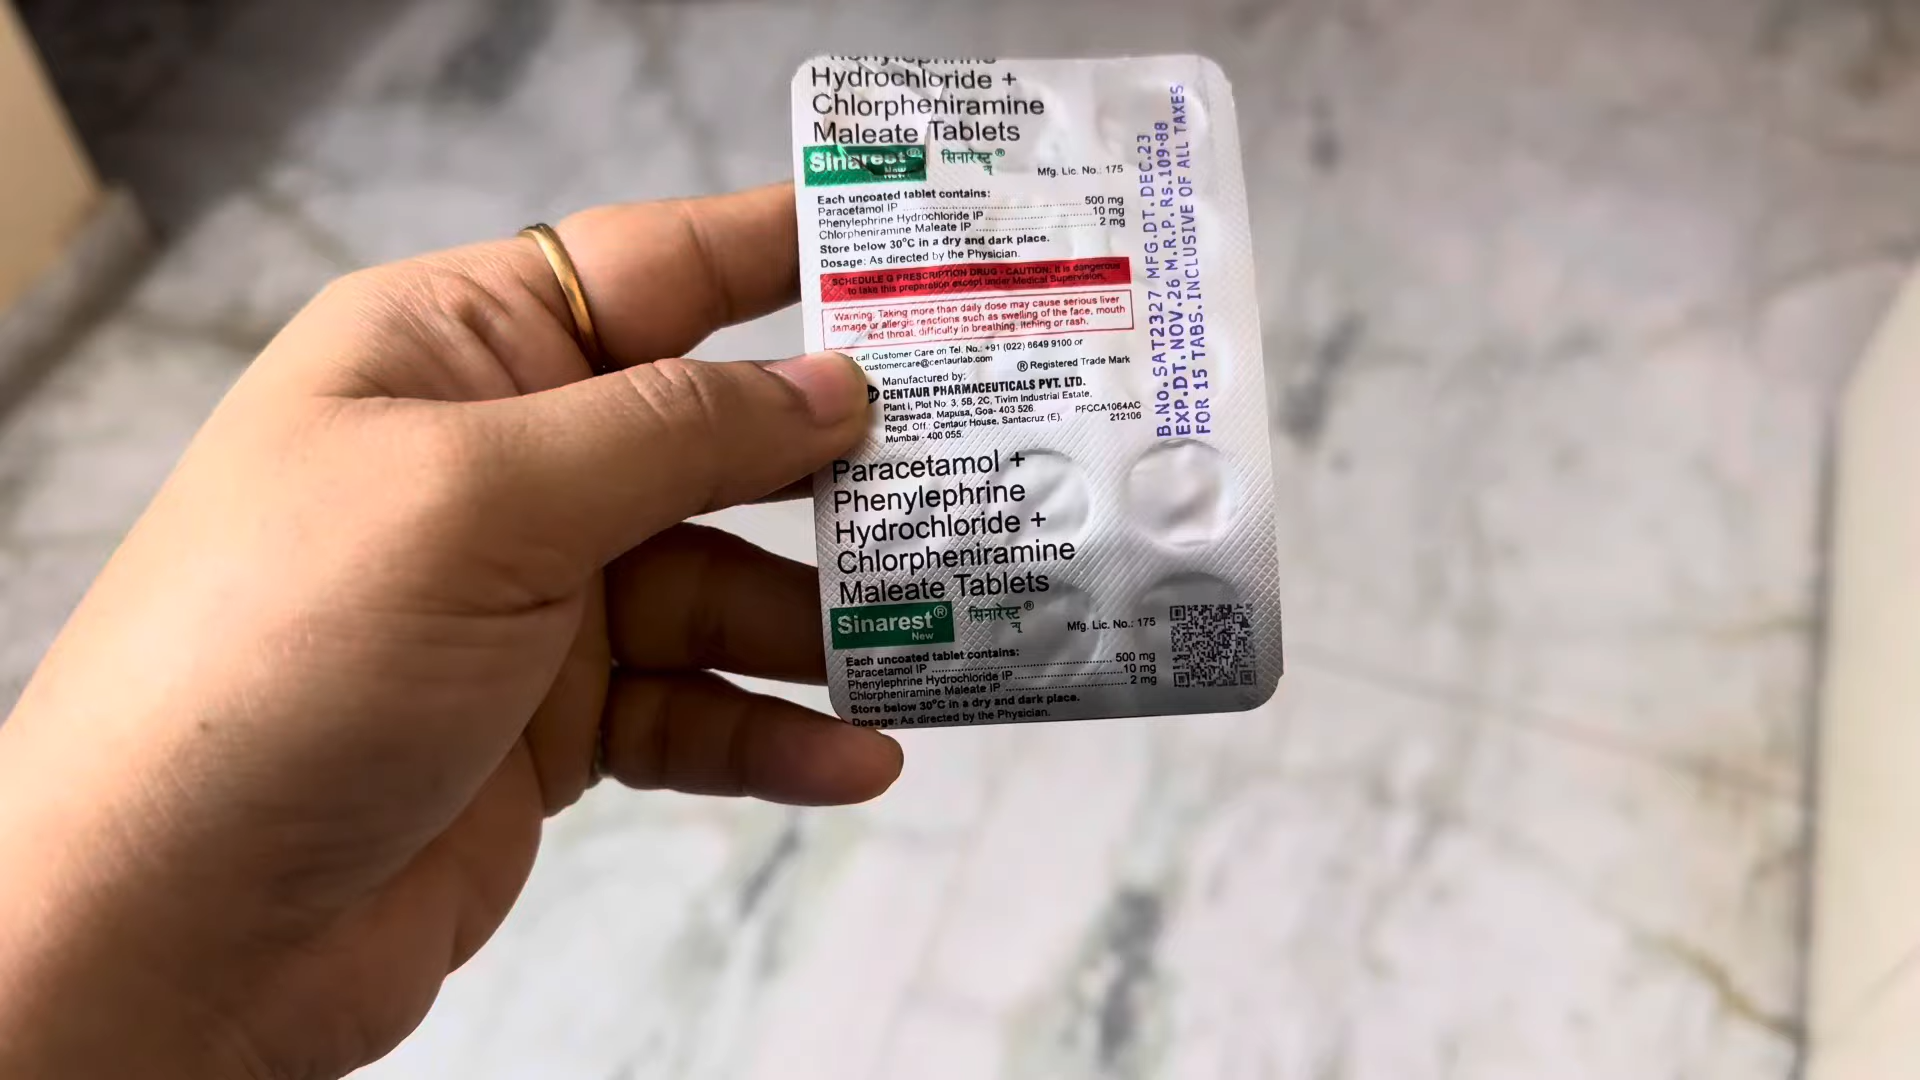 Hydrochloride +
Chlorpheniramine
Maleate Tablets
Sinarest® सिनारेस्ट® न्यू
New
Mfg. Lic. No.: 175
Each uncoated tablet contains:
Paracetamol IP ........................................ 500 mg
Phenylephrine Hydrochloride IP ........................ 10 mg
Chlorpheniramine Maleate IP ........................... 2 mg
Store below 30°C in a dry and dark place.
Dosage: As directed by the Physician.
SCHEDULE G PRESCRIPTION DRUG - CAUTION: It is dangerous
to take this preparation except under Medical Supervision.
Warning: Taking more than daily dose may cause serious liver
damage or allergic reactions such as swelling of the face, mouth
and throat, difficulty in breathing, itching or rash.
call Customer Care on Tel. No.: +91 (022) 6649 9100 or
customercare@centaurlab.com
® Registered Trade Mark
Manufactured by:
CENTAUR PHARMACEUTICALS PVT. LTD.
Plant I, Plot No. 3, 5B, 2C, Tivim Industrial Estate,
Karaswada, Mapusa, Goa- 403 526.
Regd. Off.: Centaur House, Santacruz (E),
Mumbai - 400 055.
PFCCA1064AC
212106
B.NO.SAT2327 MFG.DT.DEC.23
EXP.DT.NOV.26 M.R.P. Rs.109.88
FOR 15 TABS.INCLUSIVE OF ALL TAXES
Paracetamol +
Phenylephrine
Hydrochloride +
Chlorpheniramine
Maleate Tablets
Sinarest® सिनारेस्ट® न्यू
New
Mfg. Lic. No.: 175
Each uncoated tablet contains:
Paracetamol IP ........................................ 500 mg
Phenylephrine Hydrochloride IP ........................ 10 mg
Chlorpheniramine Maleate IP ........................... 2 mg
Store below 30°C in a dry and dark place.
Dosage: As directed by the Physician.